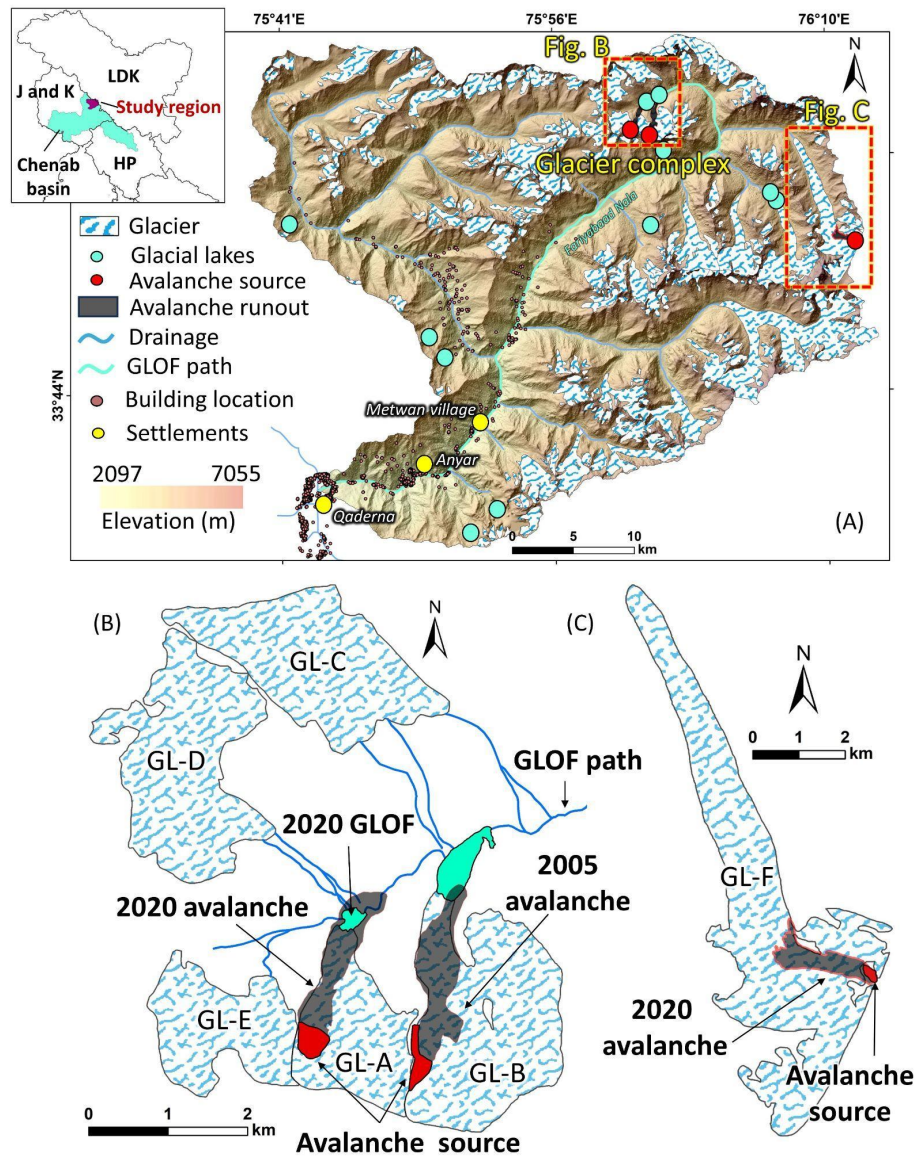 75°41'E
75°56'E
76°10'E
Fig. B
N
LDK
J and K
Study region
Fig. C
Chenab
basin
HP
Glacier complex
Glacier
Glacial lakes
Avalanche source
Avalanche runout
Drainage
GLOF path
Building location
Settlements
33°44'N
Metwan village
Anyar
Qaderna
2097 7055
Elevation (m)
(A)
0 5 10
km
(B)
N
(C)
GL-C
N
GL-D
GLOF path
0 1 2
km
2020 GLOF
2005
avalanche
2020 avalanche
GL-F
GL-E
GL-A
GL-B
2020
avalanche
Avalanche
source
0 1 2
km
Avalanche source